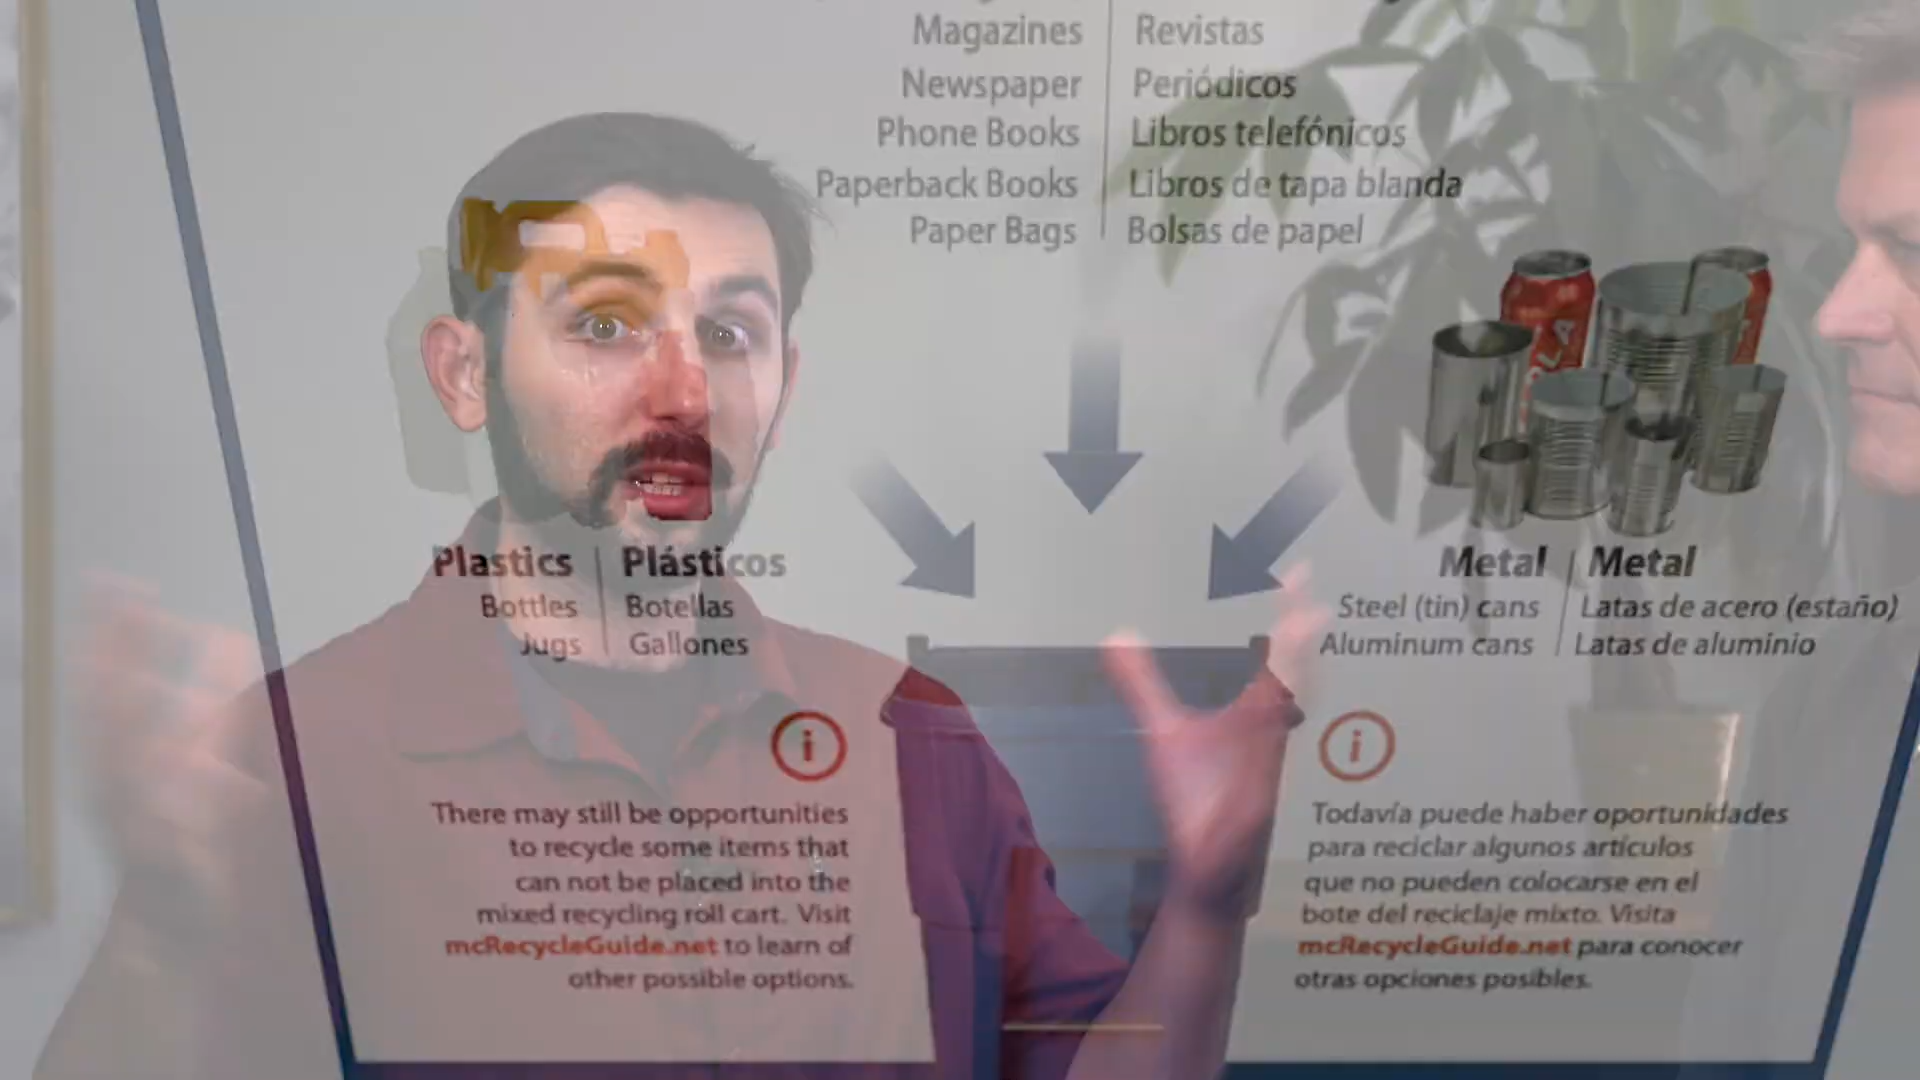 Magazines | Revistas
Newspaper | Periódicos
Phone Books | Libros telefónicos
Paperback Books | Libros de tapa blanda
Paper Bags | Bolsas de papel
Plastics | Plásticos
Bottles | Botellas
Jugs | Gallones
Metal | Metal
Steel (tin) cans | Latas de acero (estaño)
Aluminum cans | Latas de aluminio
There may still be opportunities
to recycle some items that
can not be placed into the
mixed recycling roll cart. Visit
mcRecycleGuide.net to learn of
other possible options.
Todavía puede haber oportunidades
para reciclar algunos artículos
que no pueden colocarse en el
bote del reciclaje mixto. Visita
mcRecycleGuide.net para conocer
otras opciones posibles.